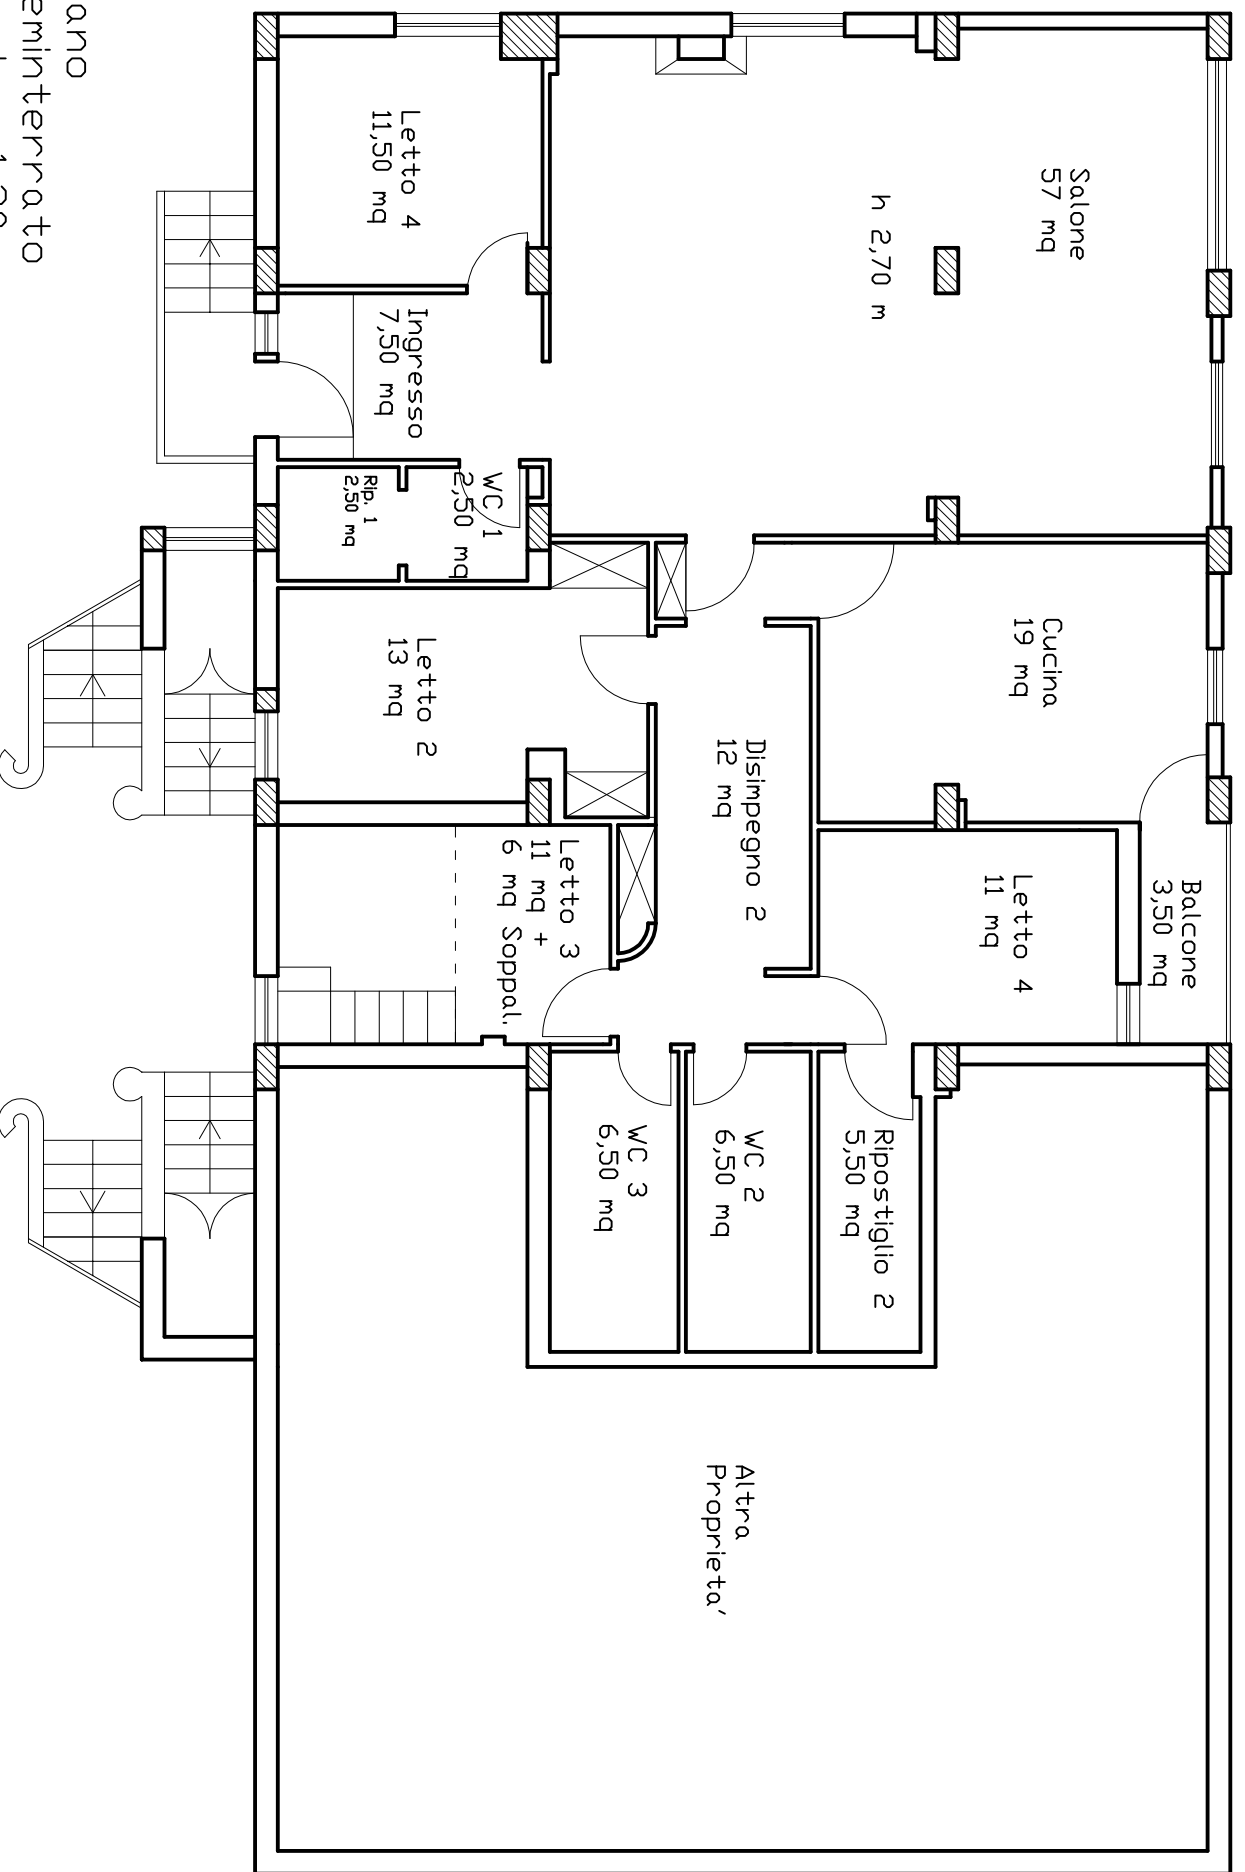 Salone
57 mq
h 2,70 m
Cucina
19 mq
Balcone
3,50 mq
Letto 4
11 mq
Disimpegno 2
12 mq
Ripostiglio 2
5,50 mq
WC 2
6,50 mq
WC 3
6,50 mq
Altra
Proprieta'
Letto 4
11,50 mq
Ingresso
7,50 mq
WC 1
2,50 mq
Rip. 1
2,50 mq
Letto 2
13 mq
Letto 3
11 mq +
6 mq Soppal.
ano
eminterrato